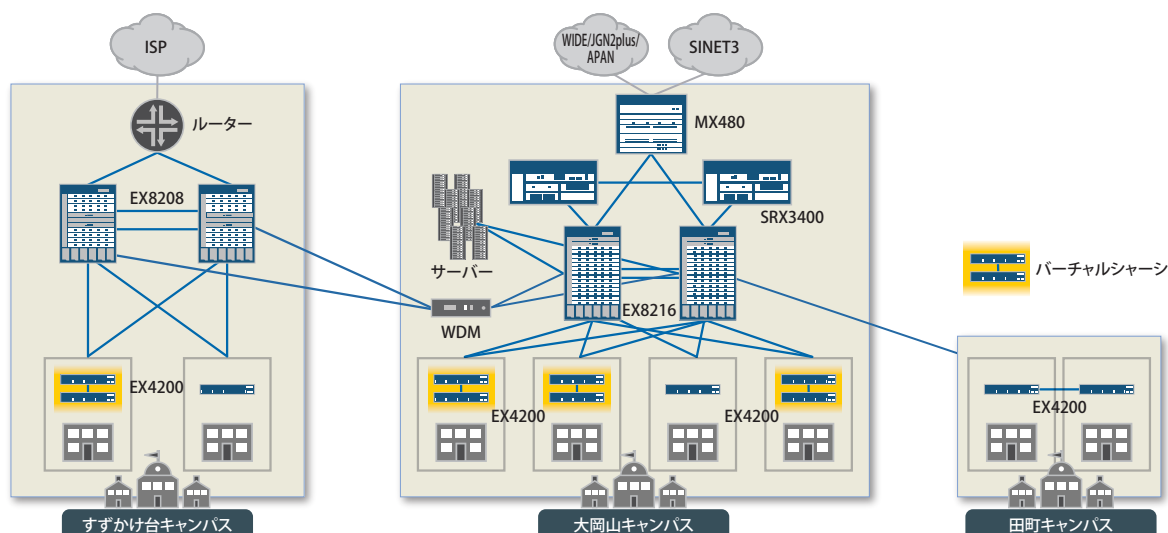 ISP
ルーター
EX8208
EX4200
すずかけ台キャンパス
WIDE/JGN2plus/
APAN
SINET3
MX480
SRX3400
サーバー
WDM
EX8216
EX4200
EX4200
大岡山キャンパス
バーチャルシャーシ
EX4200
田町キャンパス